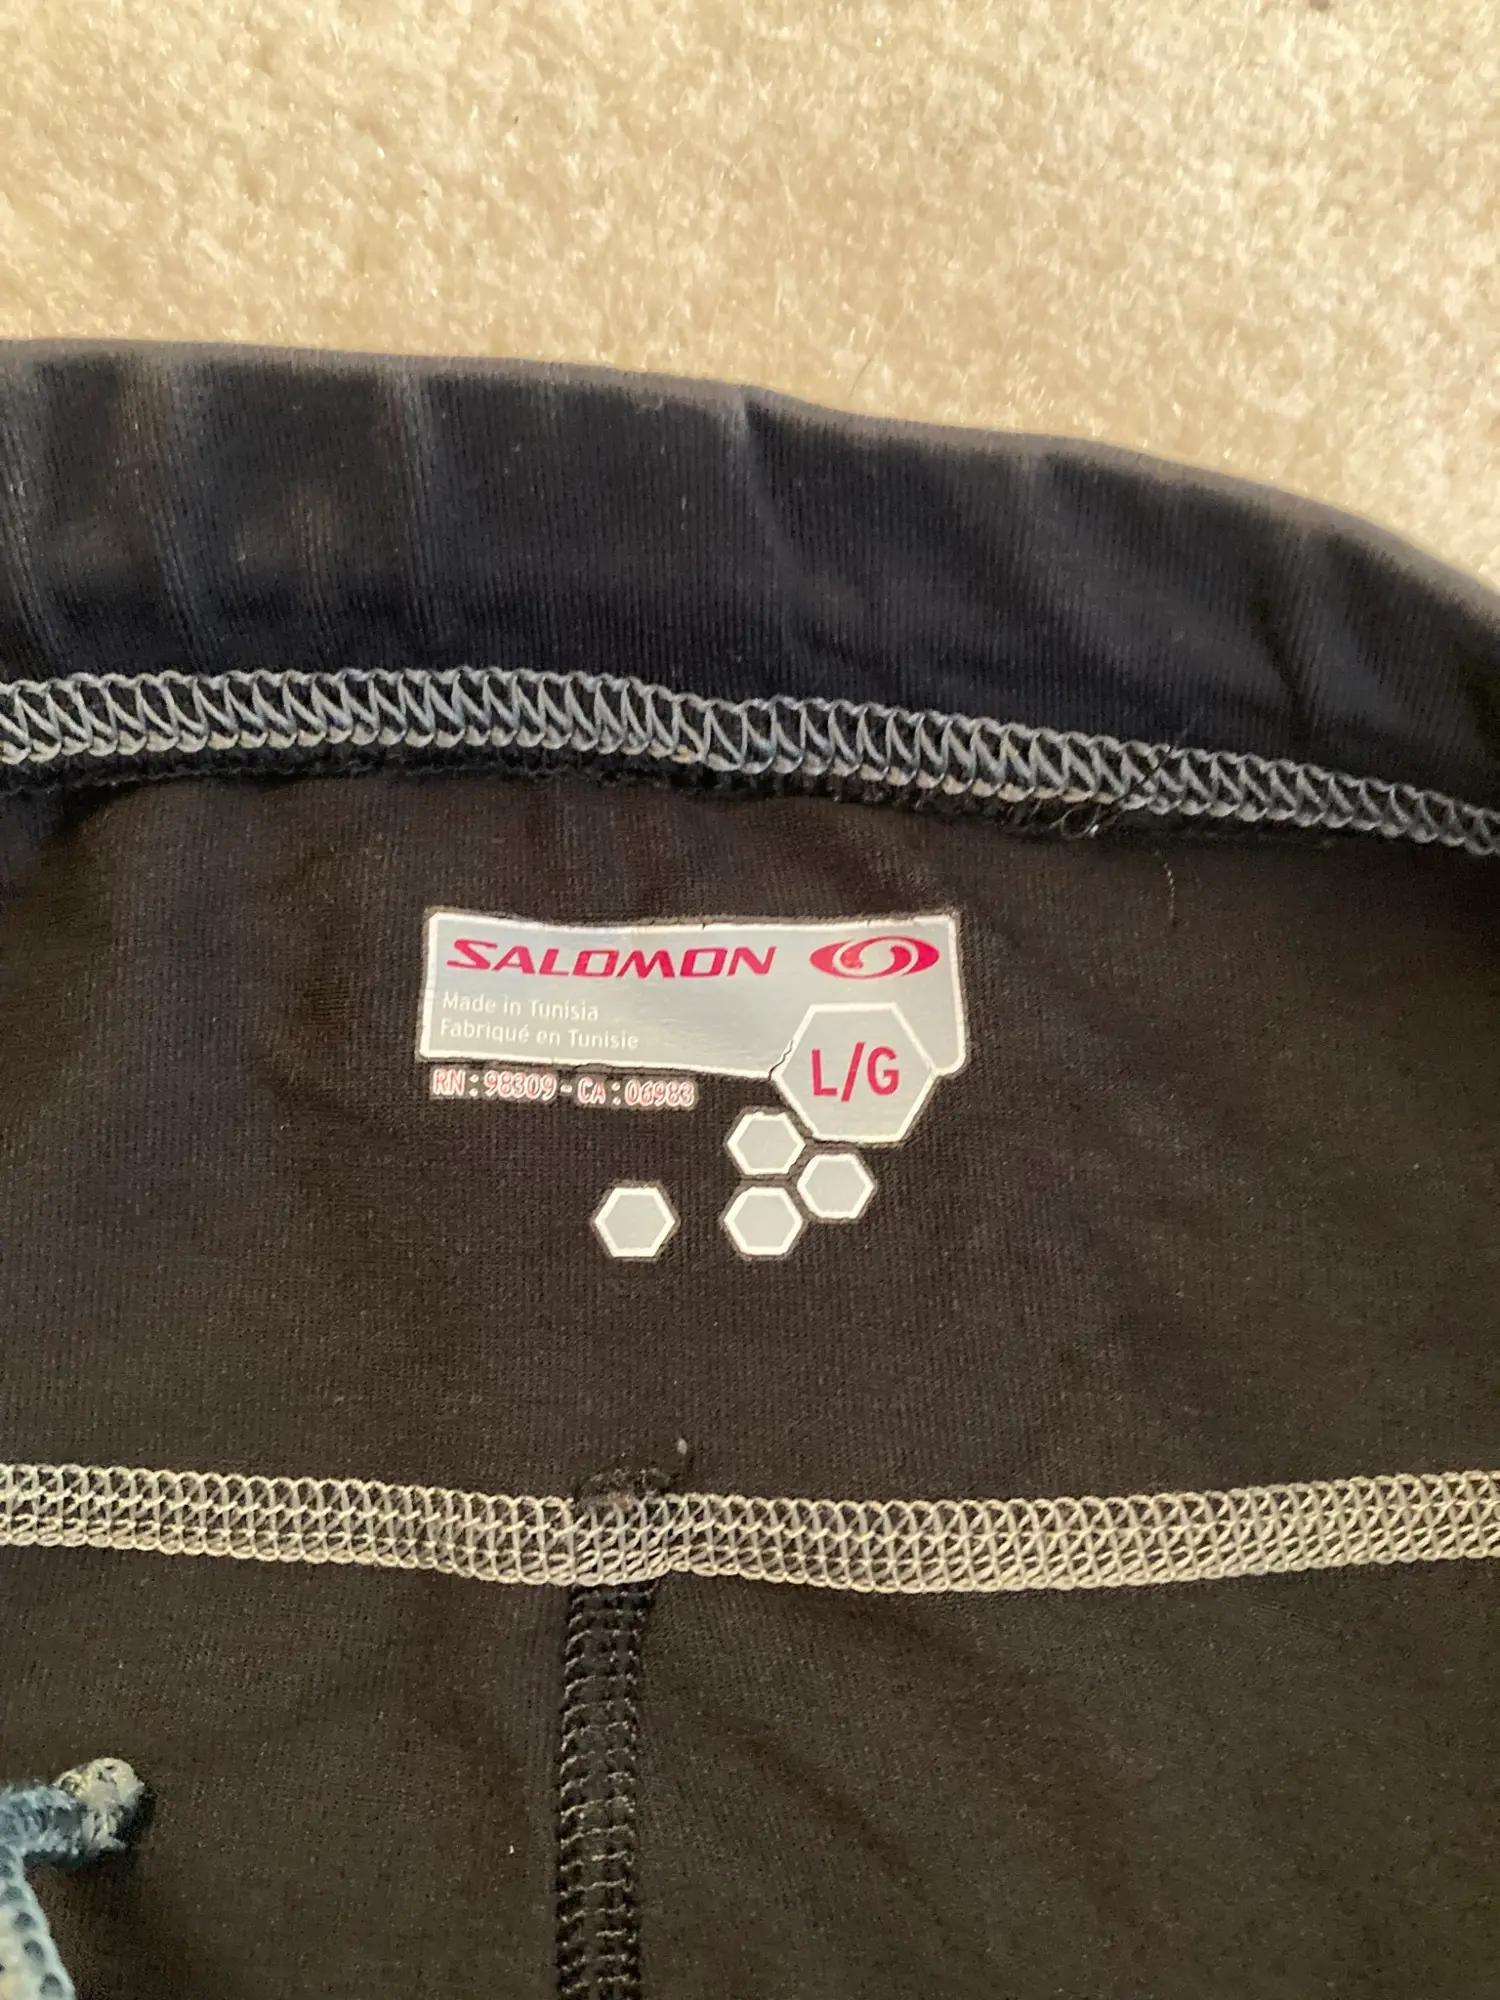 SALOMON
Made in Tunisia
Fabriqué en Tunisie
L/G
RN : 98309 - CA : 06983